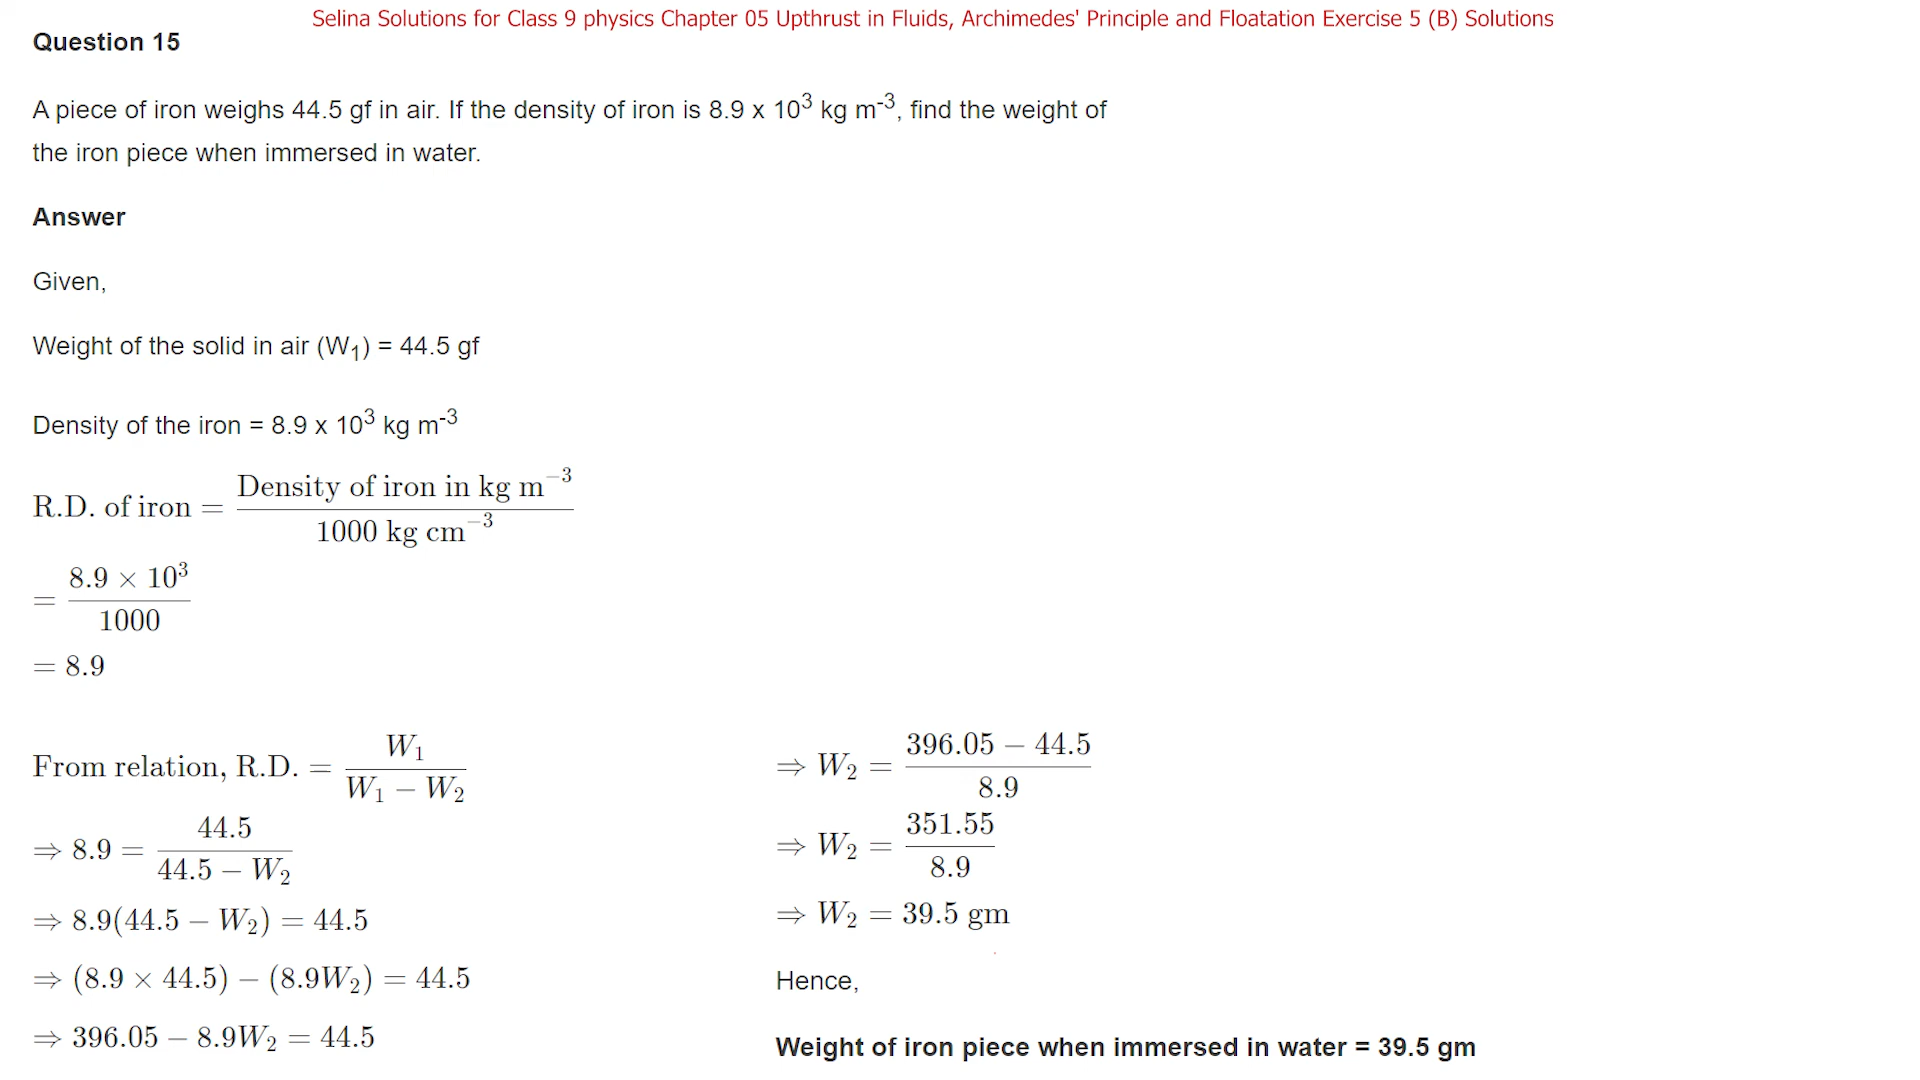 Selina Solutions for Class 9 physics Chapter 05 Upthrust in Fluids, Archimedes' Principle and Floatation Exercise 5 (B) Solutions
Question 15
A piece of iron weighs 44.5 gf in air. If the density of iron is 8.9 x 10³ kg m⁻³, find the weight of
the iron piece when immersed in water.
Answer
Given,
Weight of the solid in air (W₁) = 44.5 gf
Density of the iron = 8.9 x 10³ kg m⁻³
R.D. of iron = Density of iron in kg m⁻³ / 1000 kg cm⁻³
= 8.9 × 10³ / 1000
= 8.9
From relation, R.D. = W₁ / W₁ − W₂
⇒ 8.9 = 44.5 / 44.5 − W₂
⇒ 8.9(44.5 − W₂) = 44.5
⇒ (8.9 × 44.5) − (8.9W₂) = 44.5
⇒ 396.05 − 8.9W₂ = 44.5
⇒ W₂ = 396.05 − 44.5 / 8.9
⇒ W₂ = 351.55 / 8.9
⇒ W₂ = 39.5 gm
Hence,
Weight of iron piece when immersed in water = 39.5 gm